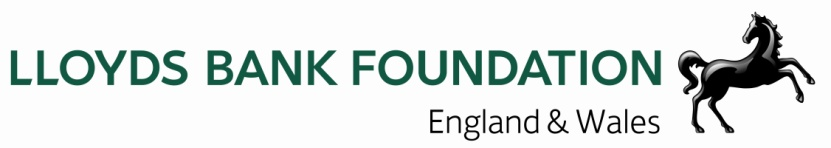 LLOYDS BANK FOUNDATION
England & Wales